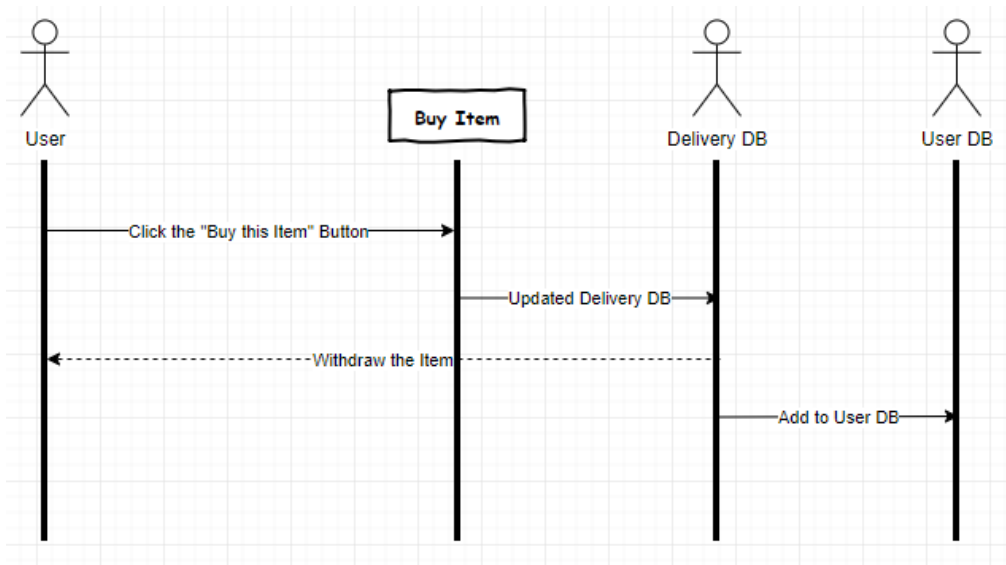 Buy Item
User
Delivery DB
User DB
Click the "Buy this Item" Button
Updated Delivery DB
Withdraw the Item
Add to User DB